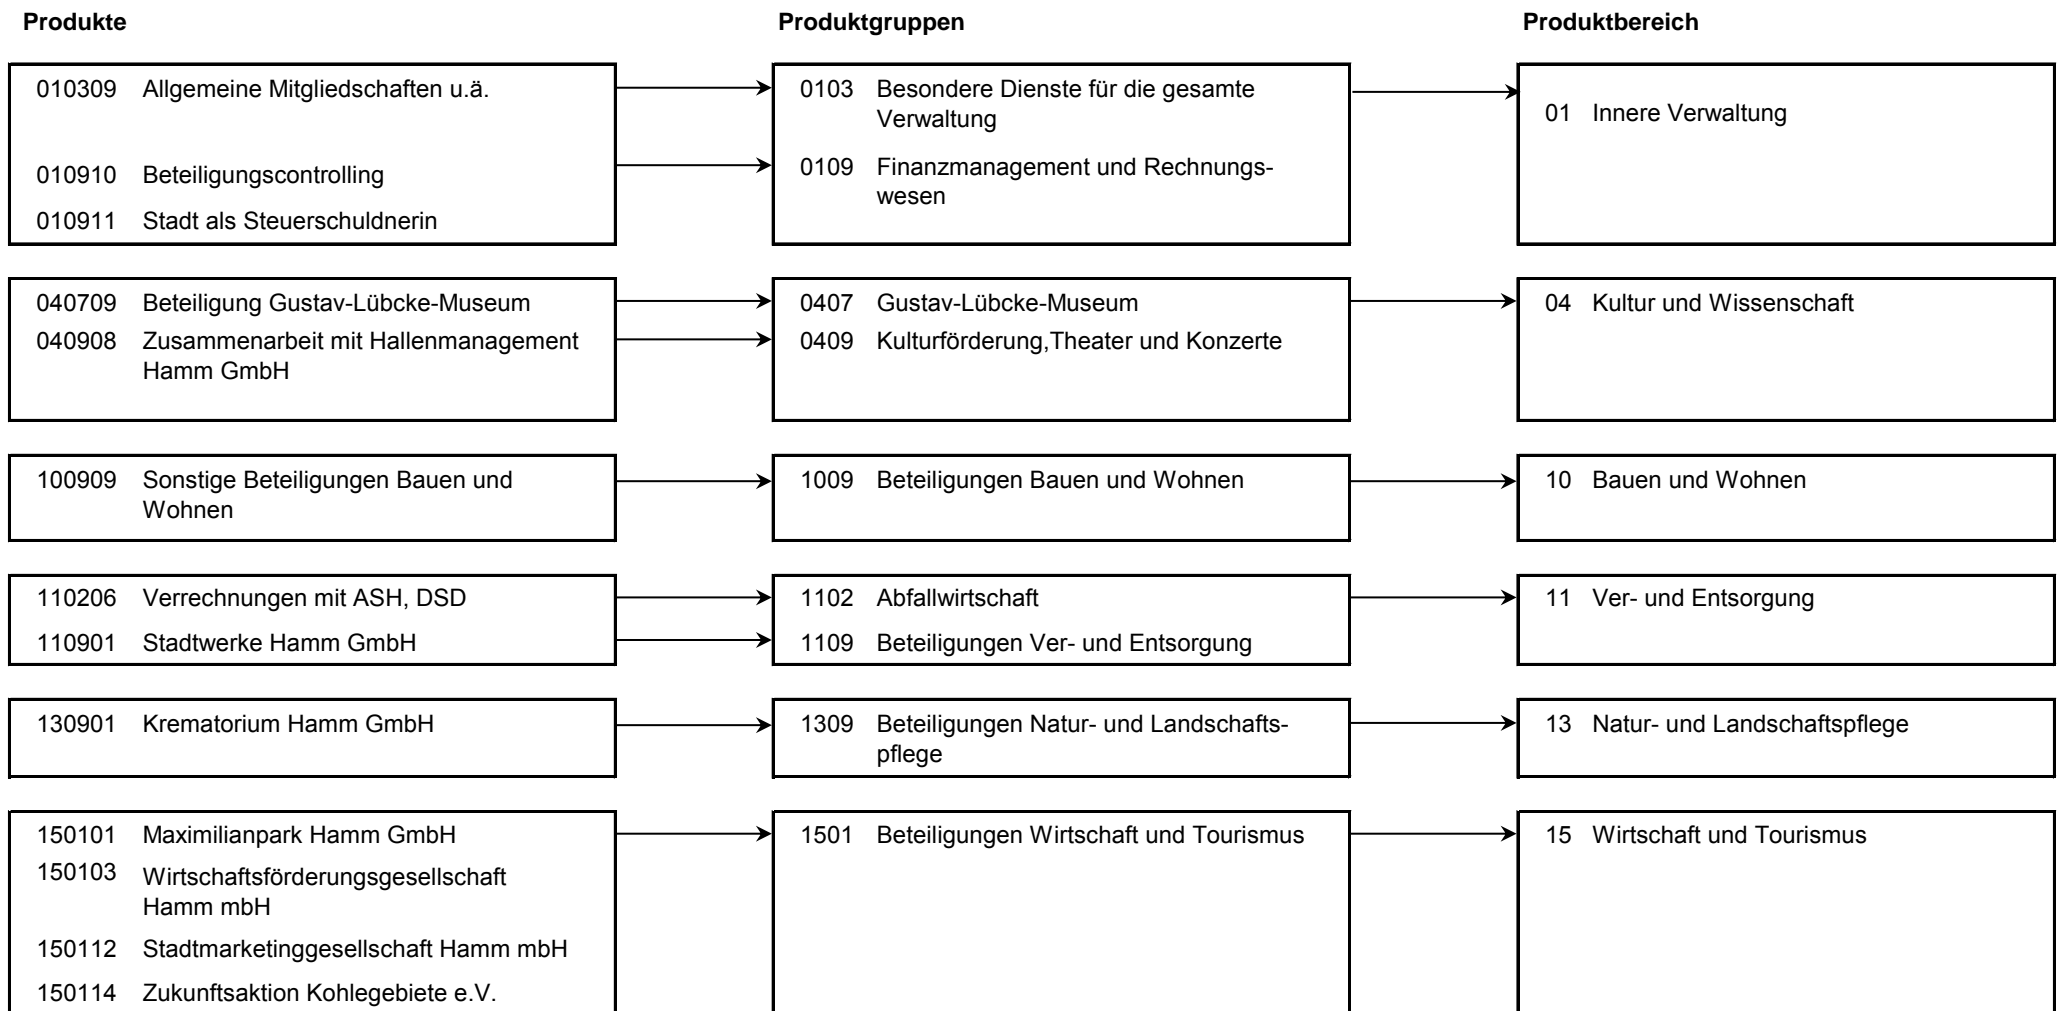 Produkte
Produktgruppen
Produktbereich
010309 Allgemeine Mitgliedschaften u.ä.
010910 Beteiligungscontrolling
010911 Stadt als Steuerschuldnerin
0103 Besondere Dienste für die gesamte
Verwaltung
0109 Finanzmanagement und Rechnungs-
wesen
01 Innere Verwaltung
040709 Beteiligung Gustav-Lübcke-Museum
040908 Zusammenarbeit mit Hallenmanagement
Hamm GmbH
0407 Gustav-Lübcke-Museum
0409 Kulturförderung,Theater und Konzerte
04 Kultur und Wissenschaft
100909 Sonstige Beteiligungen Bauen und
Wohnen
1009 Beteiligungen Bauen und Wohnen
10 Bauen und Wohnen
110206 Verrechnungen mit ASH, DSD
110901 Stadtwerke Hamm GmbH
1102 Abfallwirtschaft
1109 Beteiligungen Ver- und Entsorgung
11 Ver- und Entsorgung
130901 Krematorium Hamm GmbH
1309 Beteiligungen Natur- und Landschafts-
pflege
13 Natur- und Landschaftspflege
150101 Maximilianpark Hamm GmbH
150103 Wirtschaftsförderungsgesellschaft
Hamm mbH
150112 Stadtmarketinggesellschaft Hamm mbH
150114 Zukunftsaktion Kohlegebiete e.V.
1501 Beteiligungen Wirtschaft und Tourismus
15 Wirtschaft und Tourismus